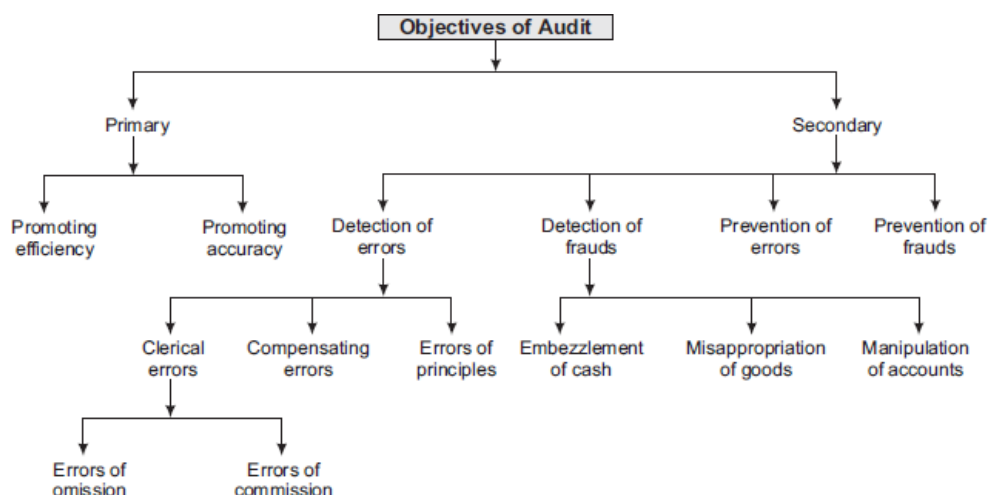 Objectives of Audit
Primary
Secondary
Promoting
efficiency
Promoting
accuracy
Detection of
errors
Detection of
frauds
Prevention of
errors
Prevention of
frauds
Clerical
errors
Compensating
errors
Errors of
principles
Embezzlement
of cash
Misappropriation
of goods
Manipulation
of accounts
Errors of
omission
Errors of
commission